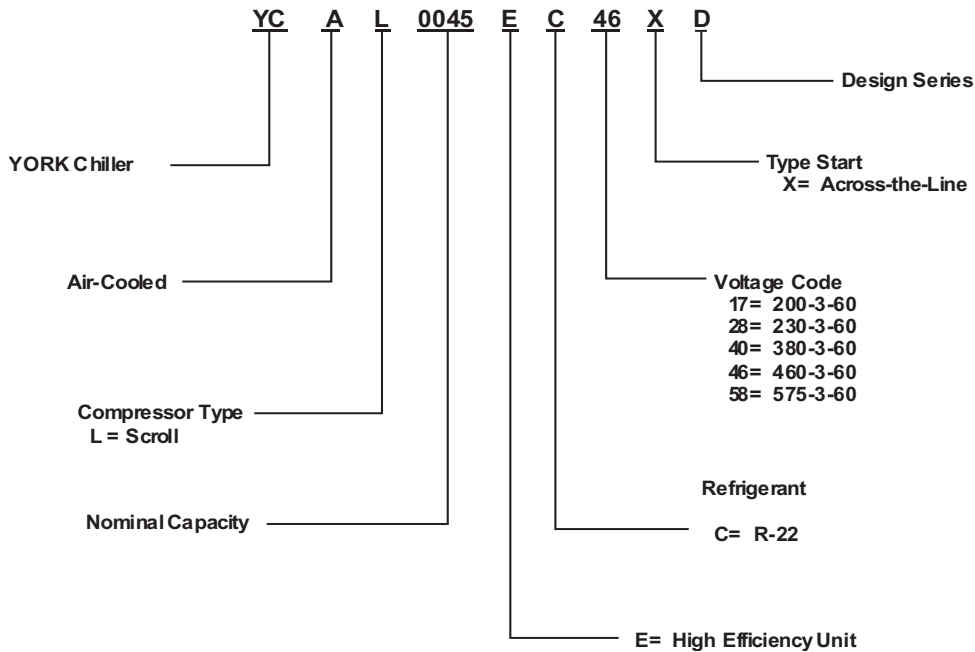 YC A L 0045 E C 46 X D
Design Series
YORK Chiller
Type Start
X= Across-the-Line
Air-Cooled
Voltage Code
17= 200-3-60
28= 230-3-60
40= 380-3-60
46= 460-3-60
58= 575-3-60
Compressor Type
L = Scroll
Refrigerant
Nominal Capacity
C= R-22
E= High Efficiency Unit